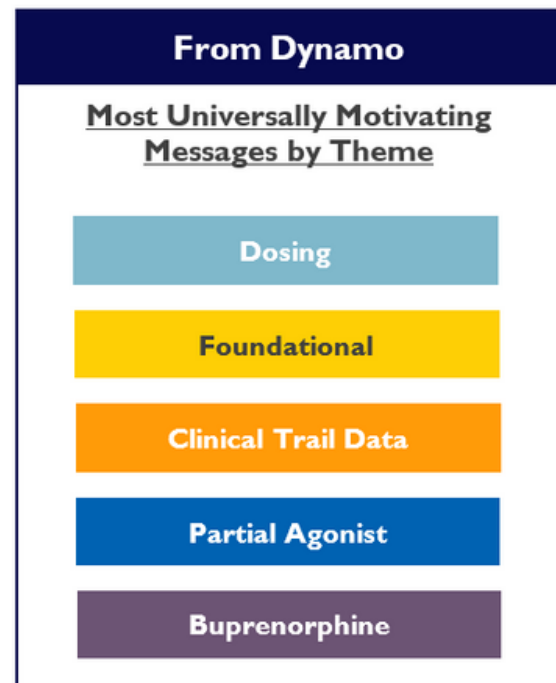 From Dynamo
Most Universally Motivating
Messages by Theme
Dosing
Foundational
Clinical Trail Data
Partial Agonist
Buprenorphine